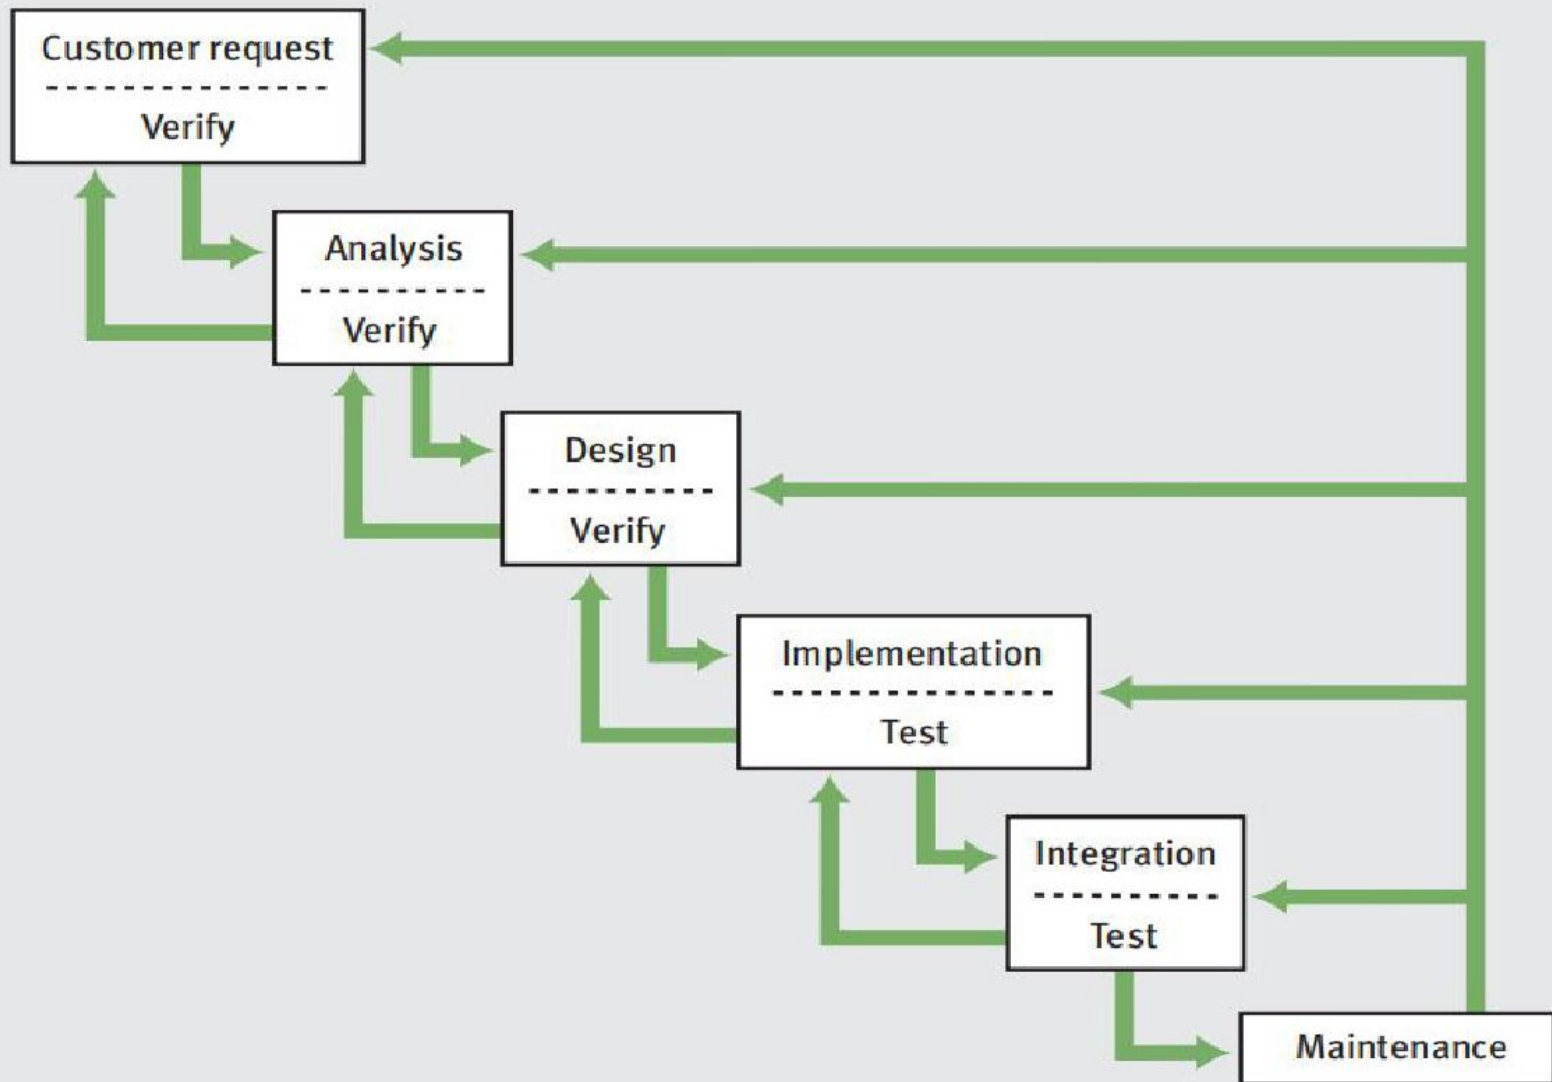 Customer request
Verify
Analysis
Verify
Design
Verify
Implementation
Test
Integration
Test
Maintenance